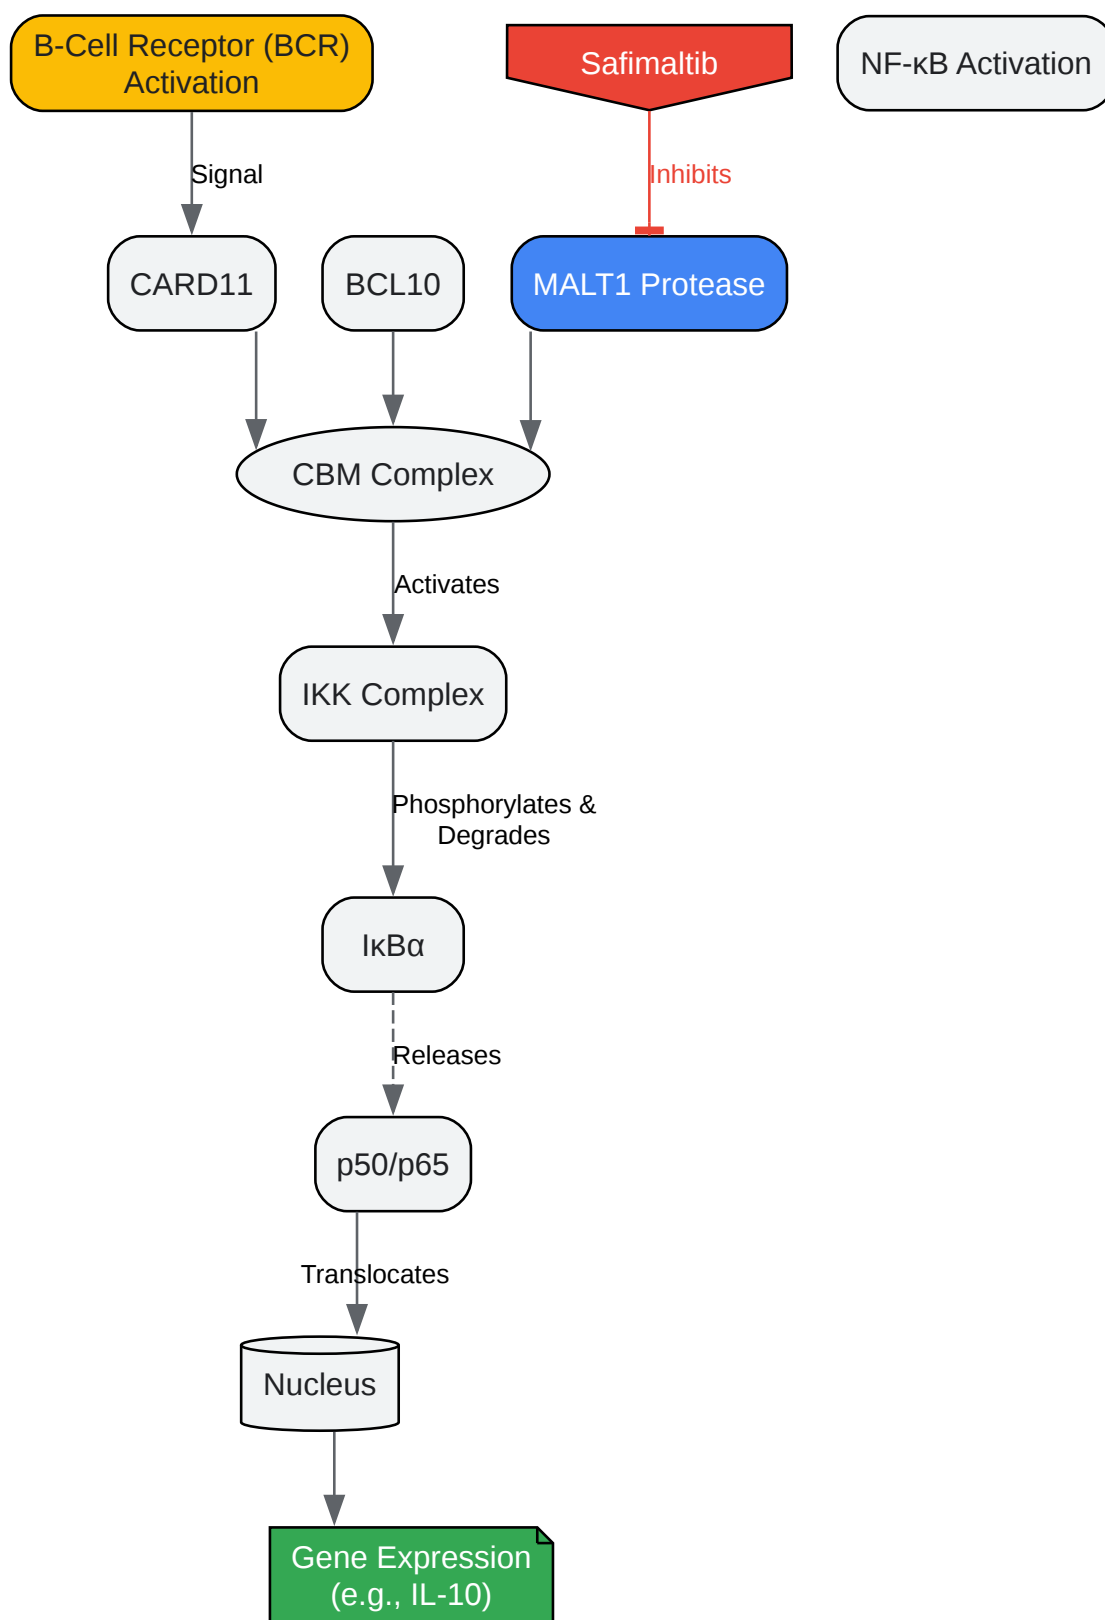 B-Cell Receptor (BCR)
Activation
Safimaltib
NF-κB Activation
Signal
Inhibits
CARD11
BCL10
MALT1 Protease
CBM Complex
Activates
IKK Complex
Phosphorylates &
Degrades
IκBα
Releases
p50/p65
Translocates
Nucleus
Gene Expression
(e.g., IL-10)